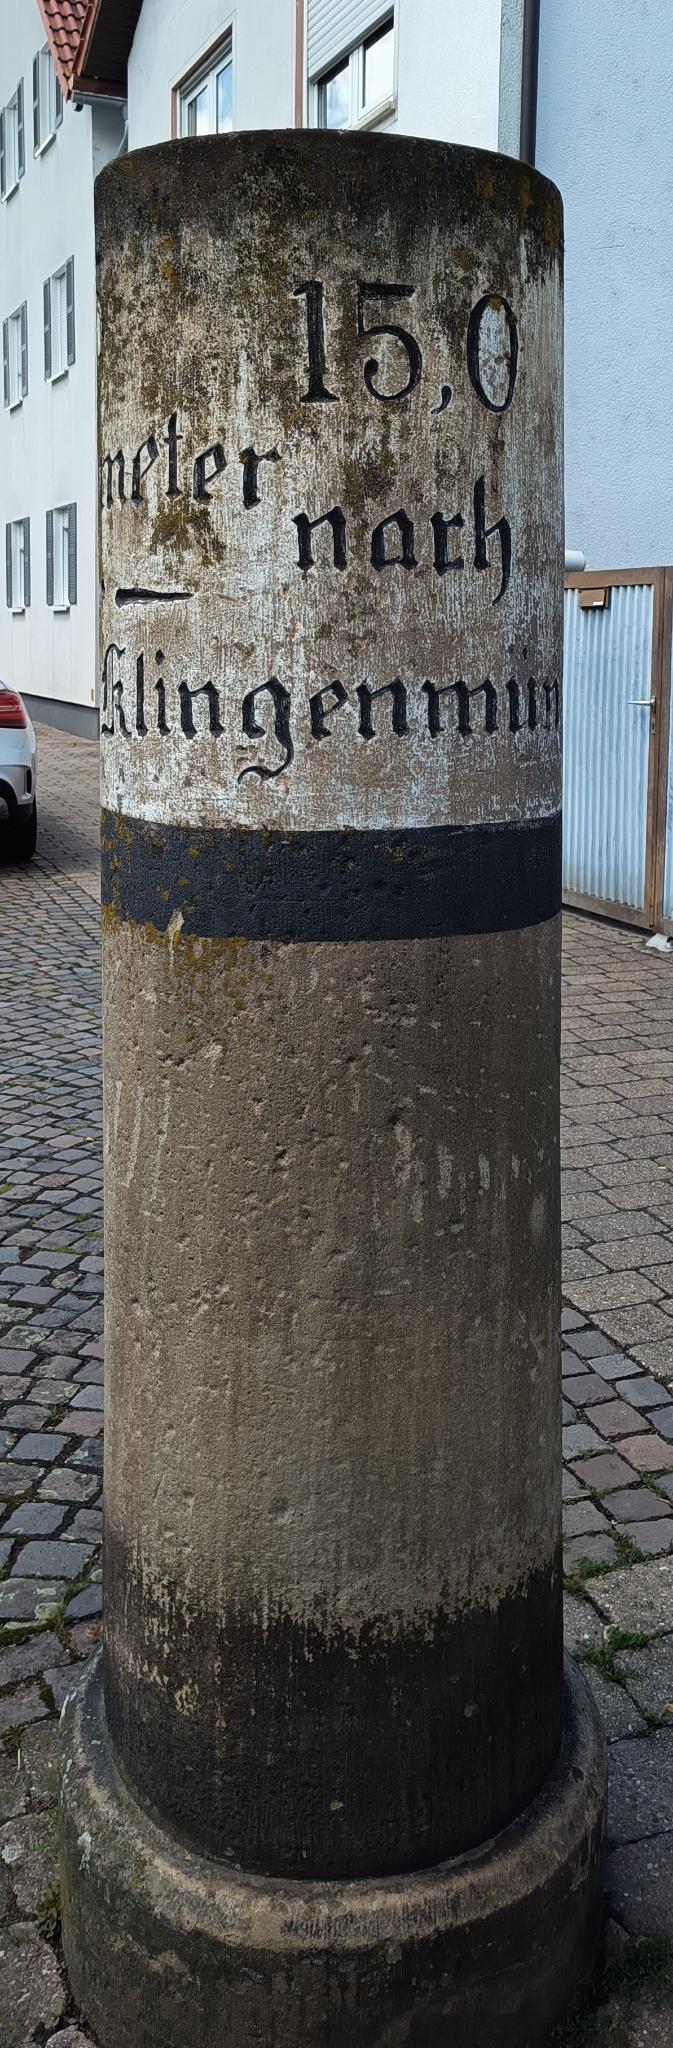 15,0
meter
nach
—
Klingenmün